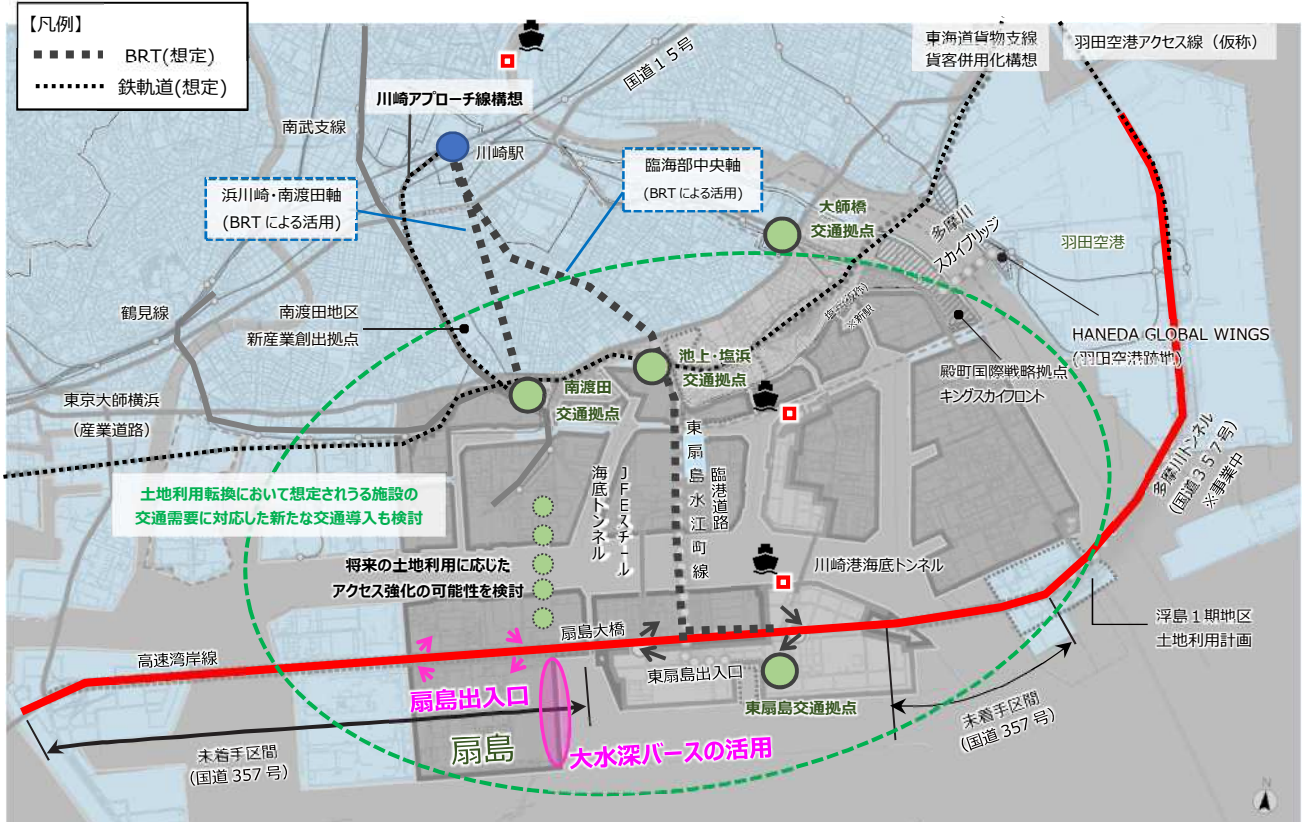 【凡例】
BRT(想定)
鉄軌道(想定)
東海道貨物支線
貨客併用化構想
羽田空港アクセス線（仮称）
国道１５号
川崎アプローチ線構想
南武支線
川崎駅
浜川崎・南渡田軸
(BRTによる活用)
臨海部中央軸
(BRTによる活用)
大師橋
交通拠点
多摩川
スカイブリッジ
羽田空港
鶴見線
南渡田地区
新産業創出拠点
※新駅
HANEDA GLOBAL WINGS
(羽田空港跡地)
池上・塩浜
交通拠点
南渡田
交通拠点
殿町国際戦略拠点
キングスカイフロント
東京大師横浜
（産業道路）
多摩川トンネル
(国道３５７号)
※事業中
土地利用転換において想定されうる施設の
交通需要に対応した新たな交通導入も検討
ＪＦＥスチール
海底トンネル
臨港道路
東扇島水江町線
将来の土地利用に応じた
アクセス強化の可能性を検討
川崎港海底トンネル
浮島１期地区
土地利用計画
扇島大橋
高速湾岸線
東扇島出入口
扇島出入口
東扇島交通拠点
未着手区間
(国道357号)
扇島
大水深バースの活用
未着手区間
(国道357号)
N